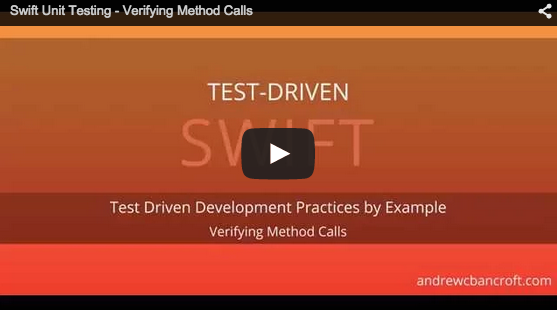 Swift Unit Testing - Verifying Method Calls
TEST-DRIVEN
SWIFT
Test Driven Development Practices by Example
Verifying Method Calls
andrewcbancroft.com